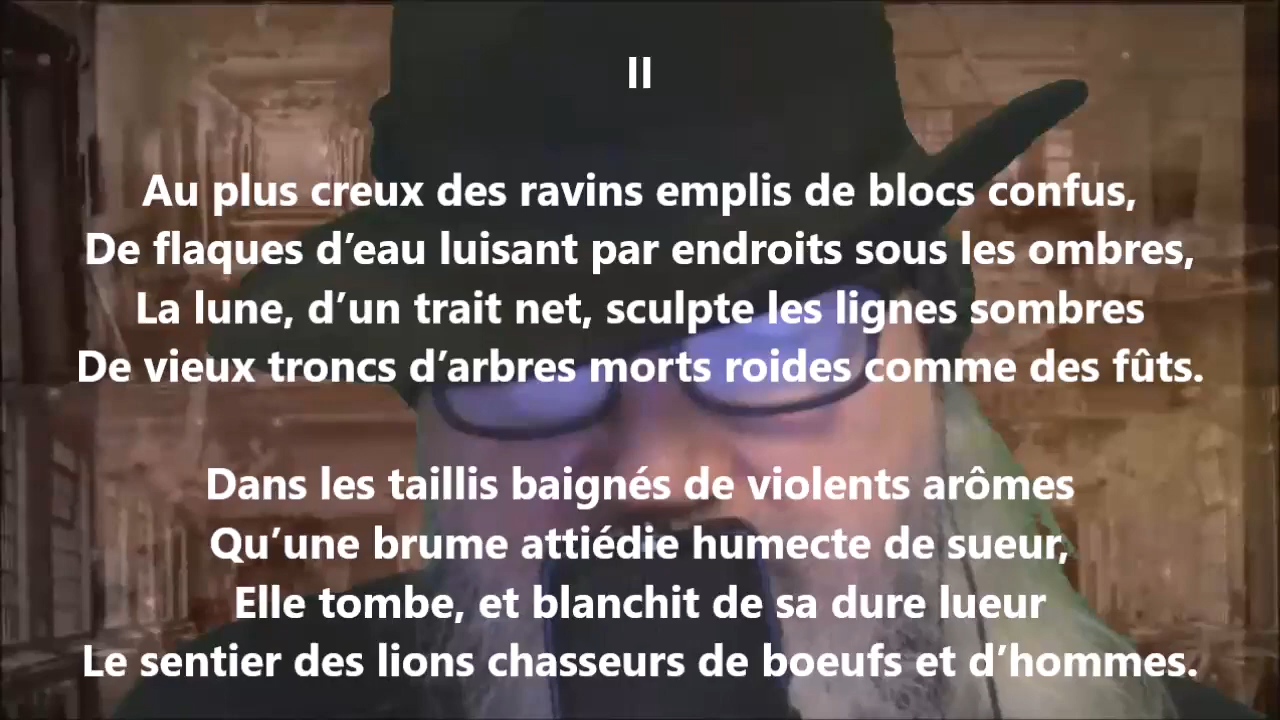 II
Au plus creux des ravins emplis de blocs confus,
De flaques d’eau luisant par endroits sous les ombres,
La lune, d’un trait net, sculpte les lignes sombres
De vieux troncs d’arbres morts roides comme des fûts.
Dans les taillis baignés de violents arômes
Qu’une brume attiédie humecte de sueur,
Elle tombe, et blanchit de sa dure lueur
Le sentier des lions chasseurs de boeufs et d’hommes.